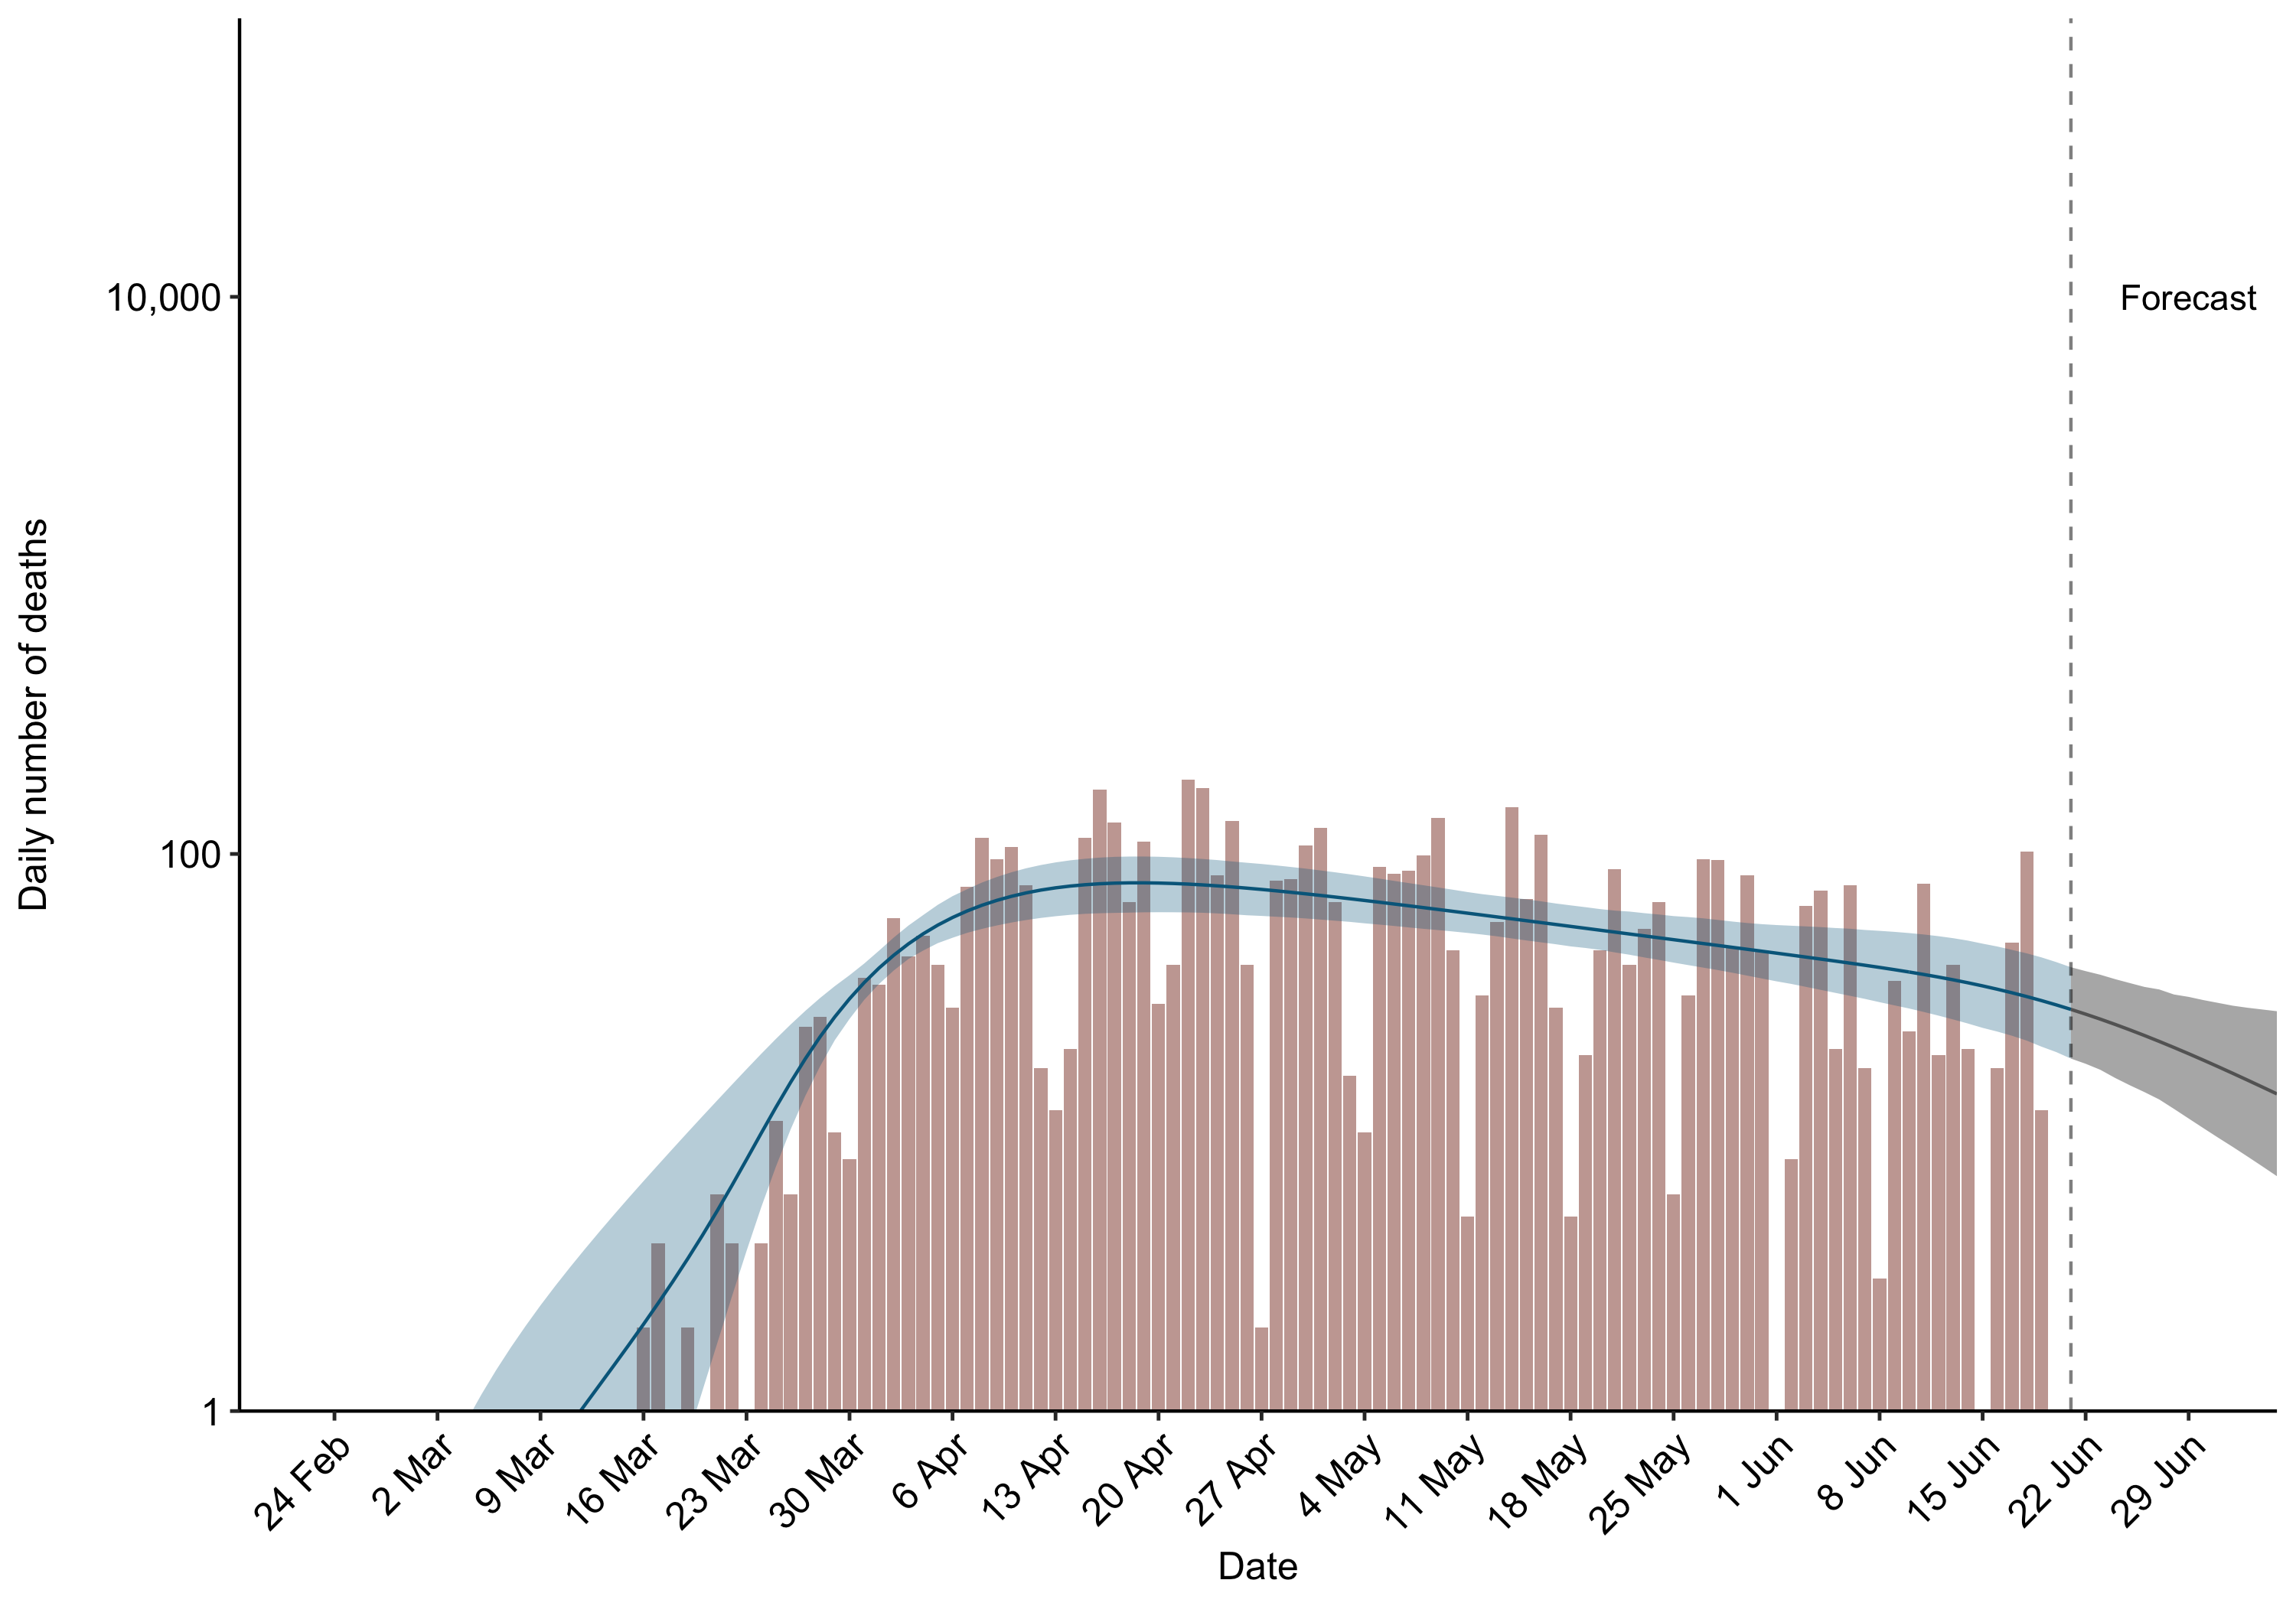 Daily number of deaths
10,000
100
1
Forecast
24 Feb
2 Mar
9 Mar
16 Mar
23 Mar
30 Mar
6 Apr
13 Apr
20 Apr
27 Apr
4 May
11 May
18 May
25 May
1 Jun
8 Jun
15 Jun
22 Jun
29 Jun
Date